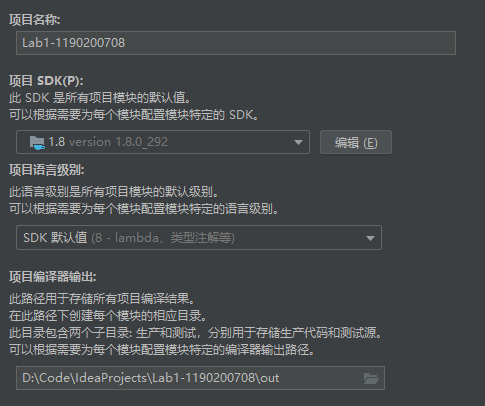 项目名称:
Lab1-1190200708
项目 SDK(P):
此 SDK 是所有项目模块的默认值。
可以根据需要为每个模块配置模块特定的 SDK。
1.8 version 1.8.0_292
编辑 (E)
项目语言级别:
此语言级别是所有项目模块的默认级别。
可以根据需要为每个模块配置模块特定的语言级别。
SDK 默认值 (8 - lambda、类型注解等)
项目编译器输出:
此路径用于存储所有项目编译结果。
在此路径下创建每个模块的相应目录。
此目录包含两个子目录: 生产和测试，分别用于存储生产代码和测试源。
可以根据需要为每个模块配置模块特定的编译器输出路径。
D:\Code\IdeaProjects\Lab1-1190200708\out